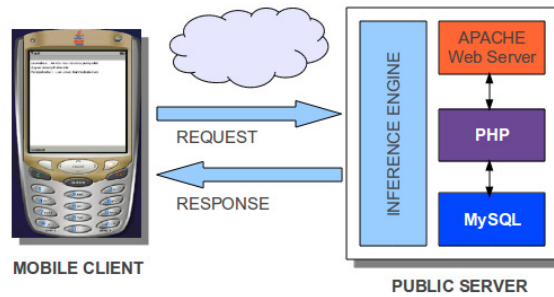 REQUEST
RESPONSE
MOBILE CLIENT
INFERENCE ENGINE
APACHE
Web Server
PHP
MySQL
PUBLIC SERVER